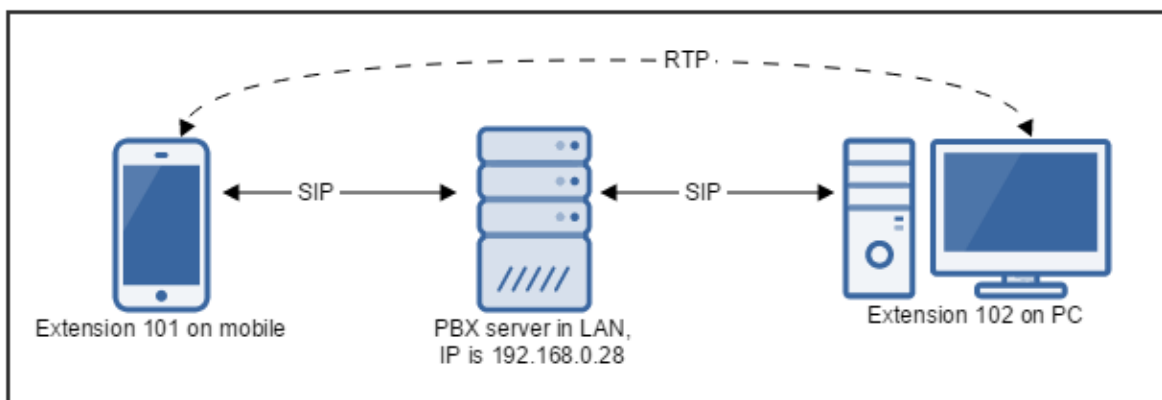 RTP
SIP
SIP
Extension 101 on mobile
PBX server in LAN,
IP is 192.168.0.28
Extension 102 on PC